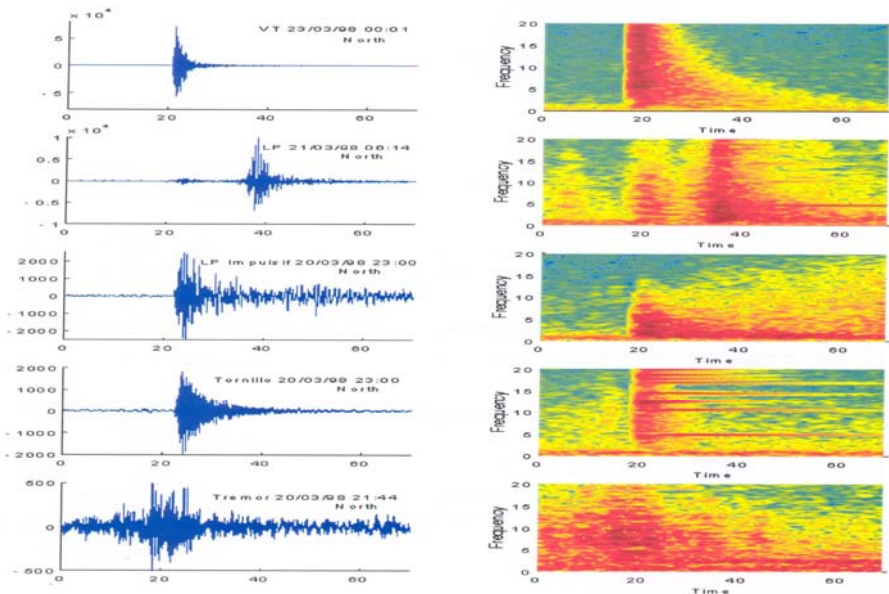 x 10⁴
VT 23/03/98 00:01
North
5
0
-5
0 20 40 60
x 10⁴
LP 21/03/98 06:14
North
1
0.5
0
-0.5
-1
0 20 40 60
LP Impulsif 20/03/98 23:00
North
2000
1000
0
-1000
-2000
0 20 40 60
Tornillo 20/03/98 23:00
North
2000
1000
0
-1000
-2000
0 20 40 60
Tremor 20/03/98 21:44
North
500
0
-500
0 20 40 60
Frequency
20
15
10
5
0
0 20 40 60
Time
Frequency
20
15
10
5
0
0 20 40 60
Time
Frequency
20
15
10
5
0
0 20 40 60
Time
Frequency
20
15
10
5
0
0 20 40 60
Time
Frequency
20
15
10
5
0
0 20 40 60
Time